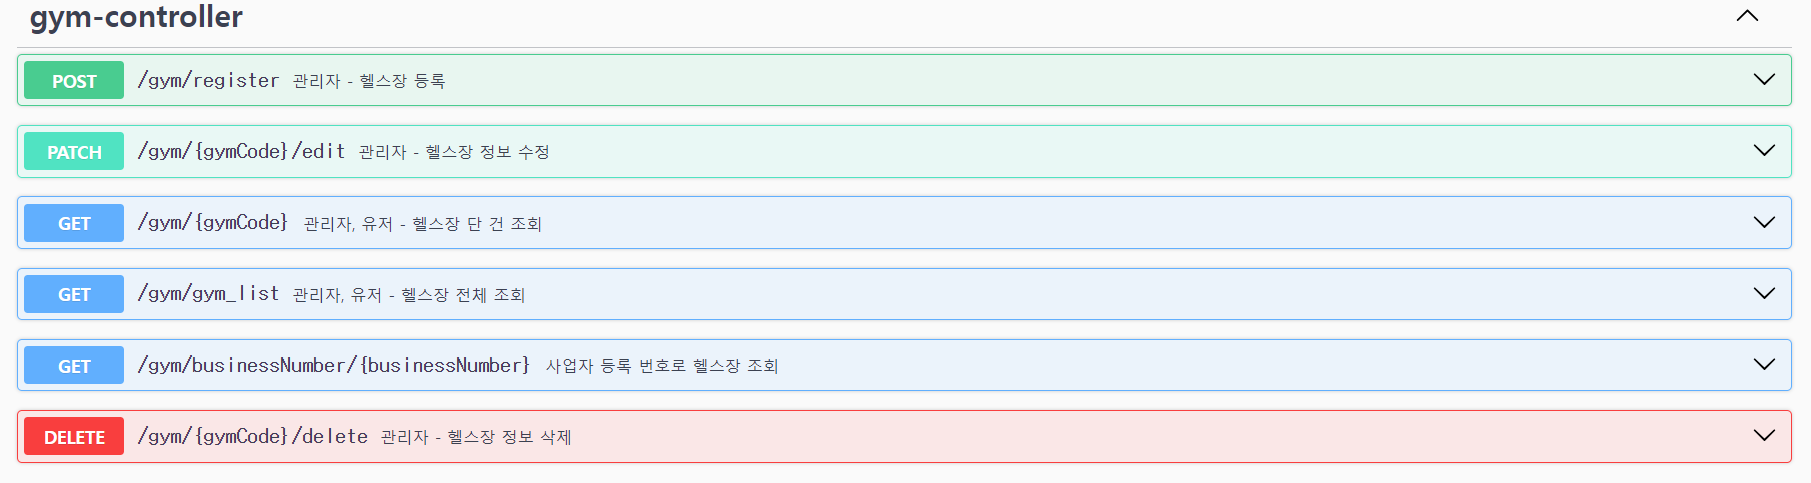 gym-controller
POST /gym/register 관리자 - 헬스장 등록
PATCH /gym/{gymCode}/edit 관리자 - 헬스장 정보 수정
GET /gym/{gymCode} 관리자, 유저 - 헬스장 단 건 조회
GET /gym/gym_list 관리자, 유저 - 헬스장 전체 조회
GET /gym/businessNumber/{businessNumber} 사업자 등록 번호로 헬스장 조회
DELETE /gym/{gymCode}/delete 관리자 - 헬스장 정보 삭제